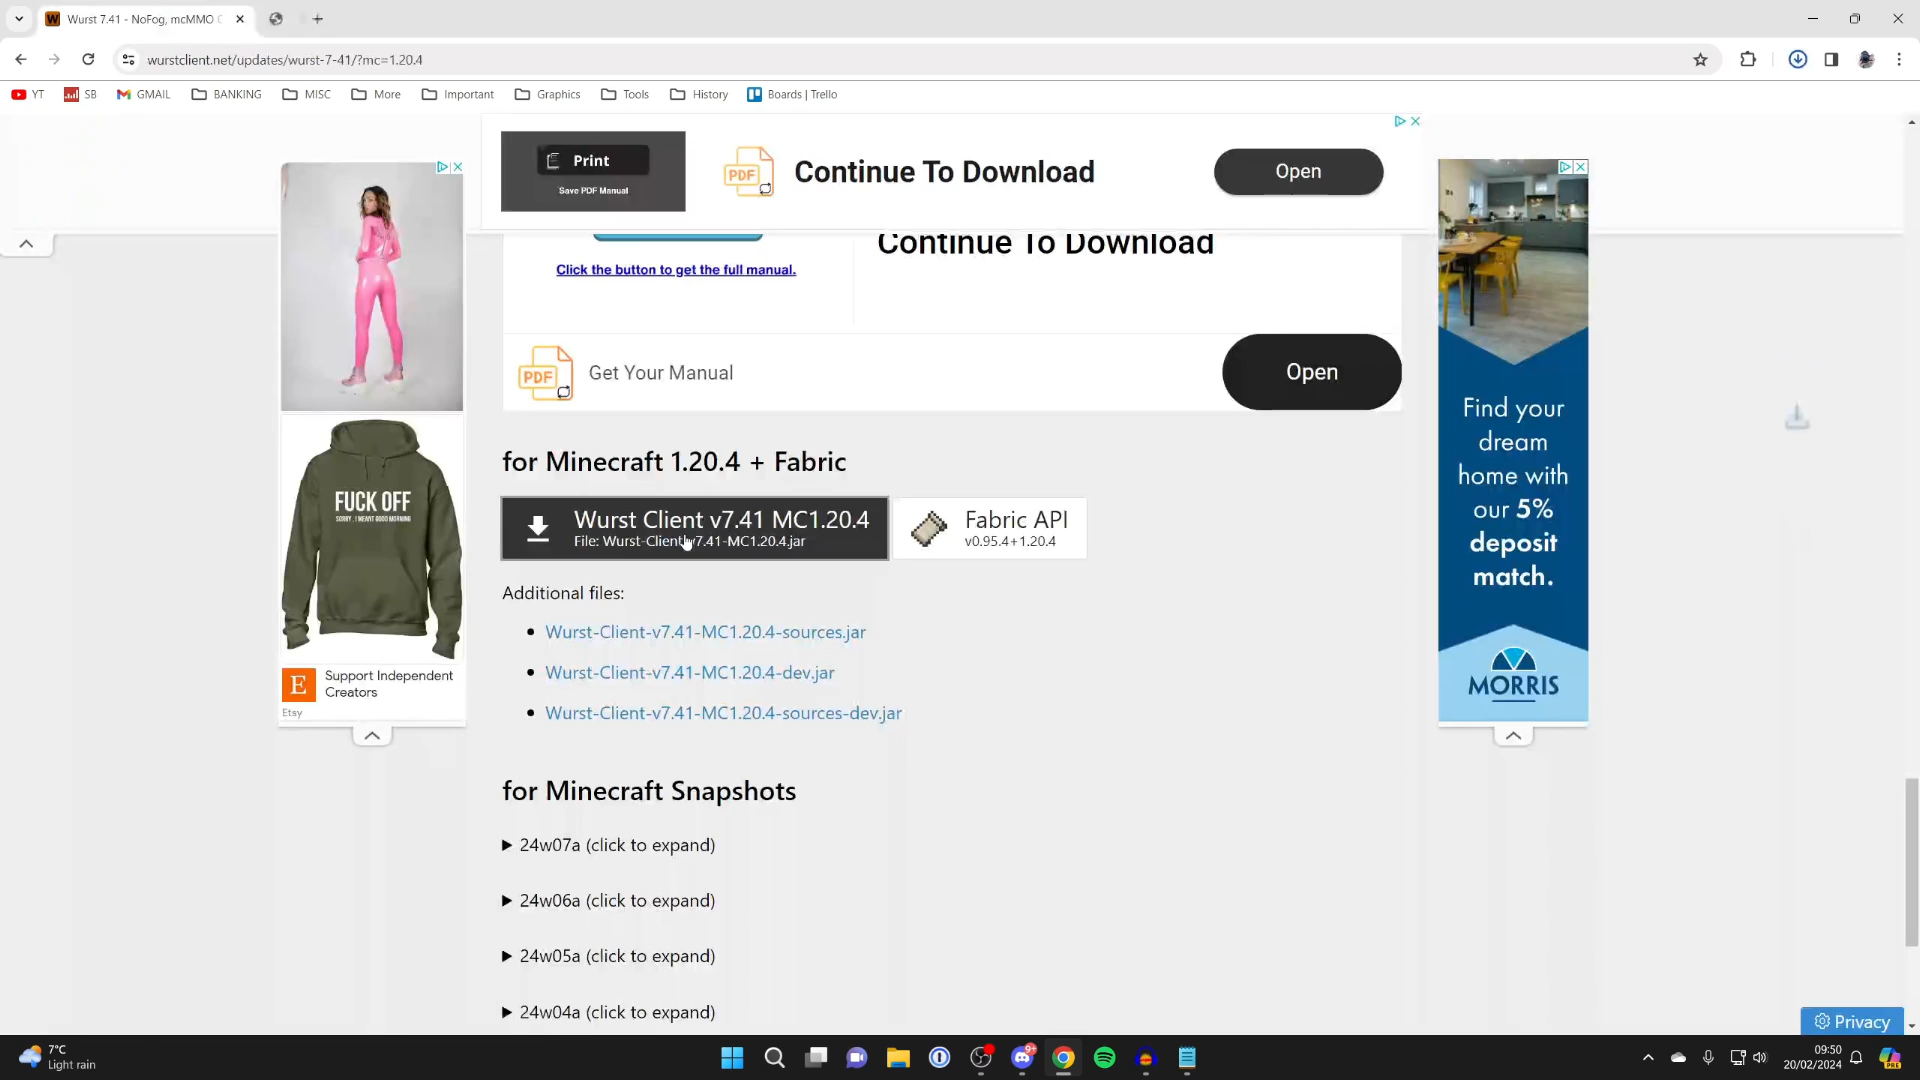 Wurst 7.41 - NoFog, mcMMO
wurstclient.net/updates/wurst-7-41/?mc=1.20.4
YT
SB
GMAIL
BANKING
MISC
More
Important
Graphics
Tools
History
Boards | Trello
Print
Save PDF Manual
PDF
Continue To Download
Open
Continue To Download
Click the button to get the full manual.
PDF
Get Your Manual
Open
FUCK OFF
SORRY, I MEANT GOOD MORNING
E
Support Independent
Creators
Etsy
for Minecraft 1.20.4 + Fabric
Wurst Client v7.41 MC1.20.4
File: Wurst-Client-v7.41-MC1.20.4.jar
Fabric API
v0.95.4+1.20.4
Additional files:
Wurst-Client-v7.41-MC1.20.4-sources.jar
Wurst-Client-v7.41-MC1.20.4-dev.jar
Wurst-Client-v7.41-MC1.20.4-sources-dev.jar
for Minecraft Snapshots
24w07a (click to expand)
24w06a (click to expand)
24w05a (click to expand)
24w04a (click to expand)
Find your
dream
home with
our 5%
deposit
match.
MORRIS
Privacy
7°C
Light rain
9+
09:50
20/02/2024
PRE